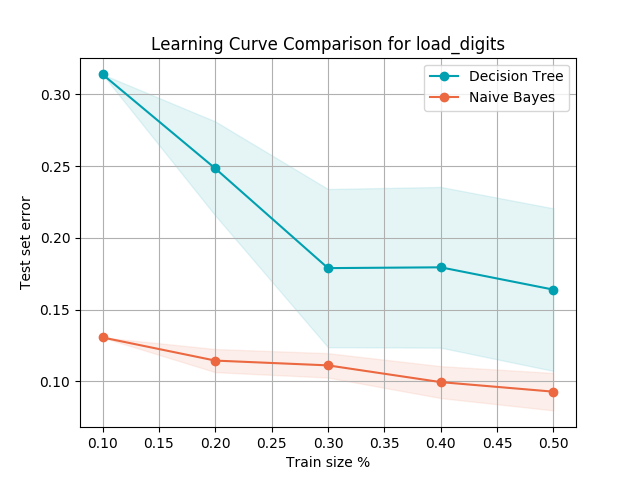 Learning Curve Comparison for load_digits
Decision Tree
Naive Bayes
Test set error
0.30
0.25
0.20
0.15
0.10
0.10 0.15 0.20 0.25 0.30 0.35 0.40 0.45 0.50
Train size %